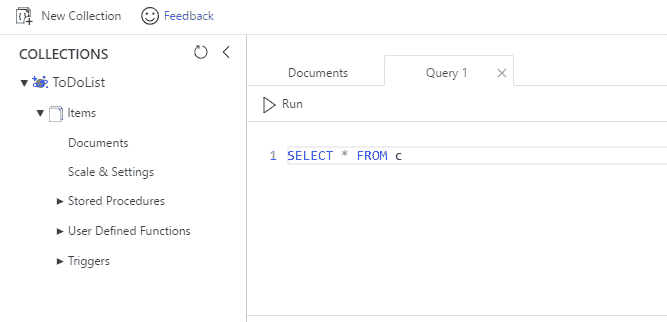 New Collection Feedback
COLLECTIONS
ToDoList
Items
Documents
Scale & Settings
Stored Procedures
User Defined Functions
Triggers
Documents Query 1
Run
1 SELECT * FROM c